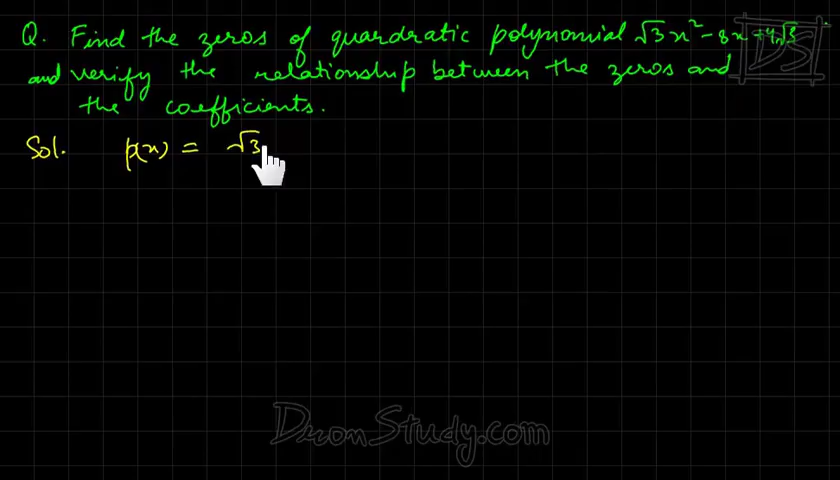 Q. Find the zeros of quardratic polynomial √3x² - 8x + 4√3
and verify the relationship between the zeros and
the coefficients.
Sol. p(x) = √3
DronStudy.com
DS